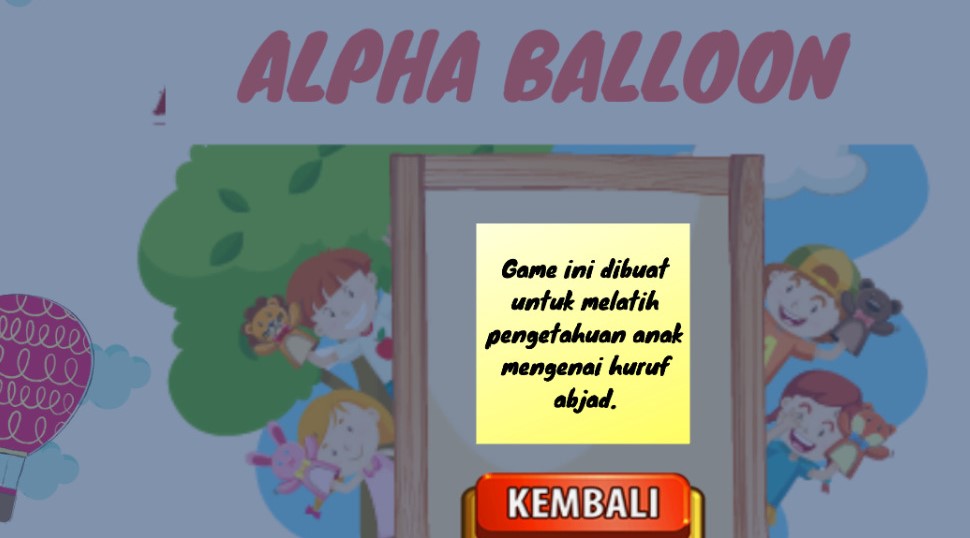 ALPHA BALLOON
Game ini dibuat
untuk melatih
pengetahuan anak
mengenai huruf
abjad.
KEMBALI